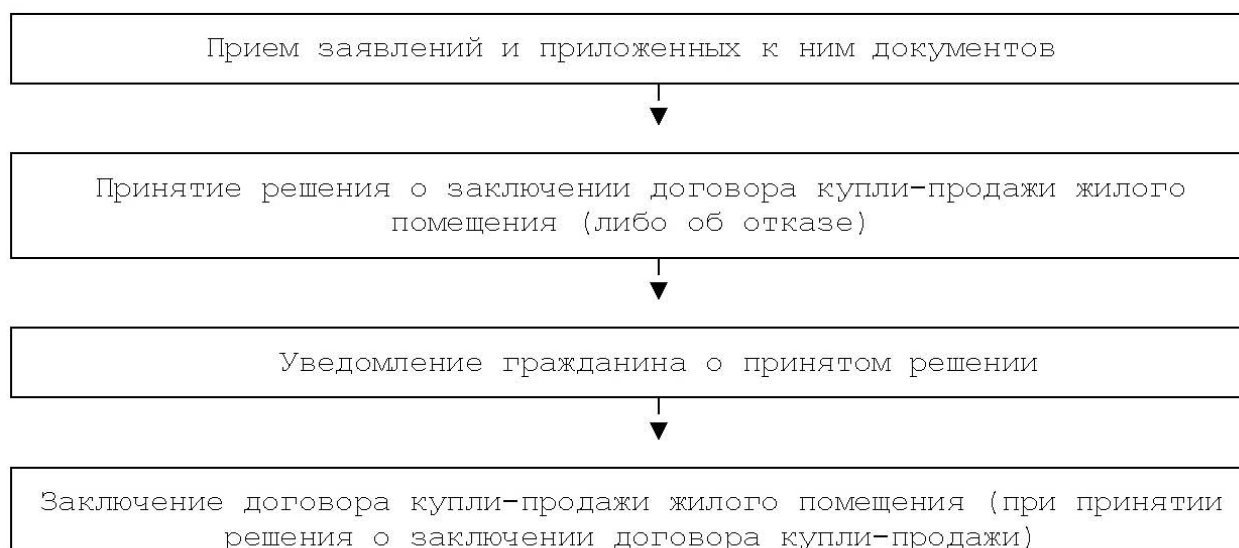 Прием заявлений и приложенных к ним документов
Принятие решения о заключении договора купли-продажи жилого
помещения (либо об отказе)
Уведомление гражданина о принятом решении
Заключение договора купли-продажи жилого помещения (при принятии
решения о заключении договора купли-продажи)